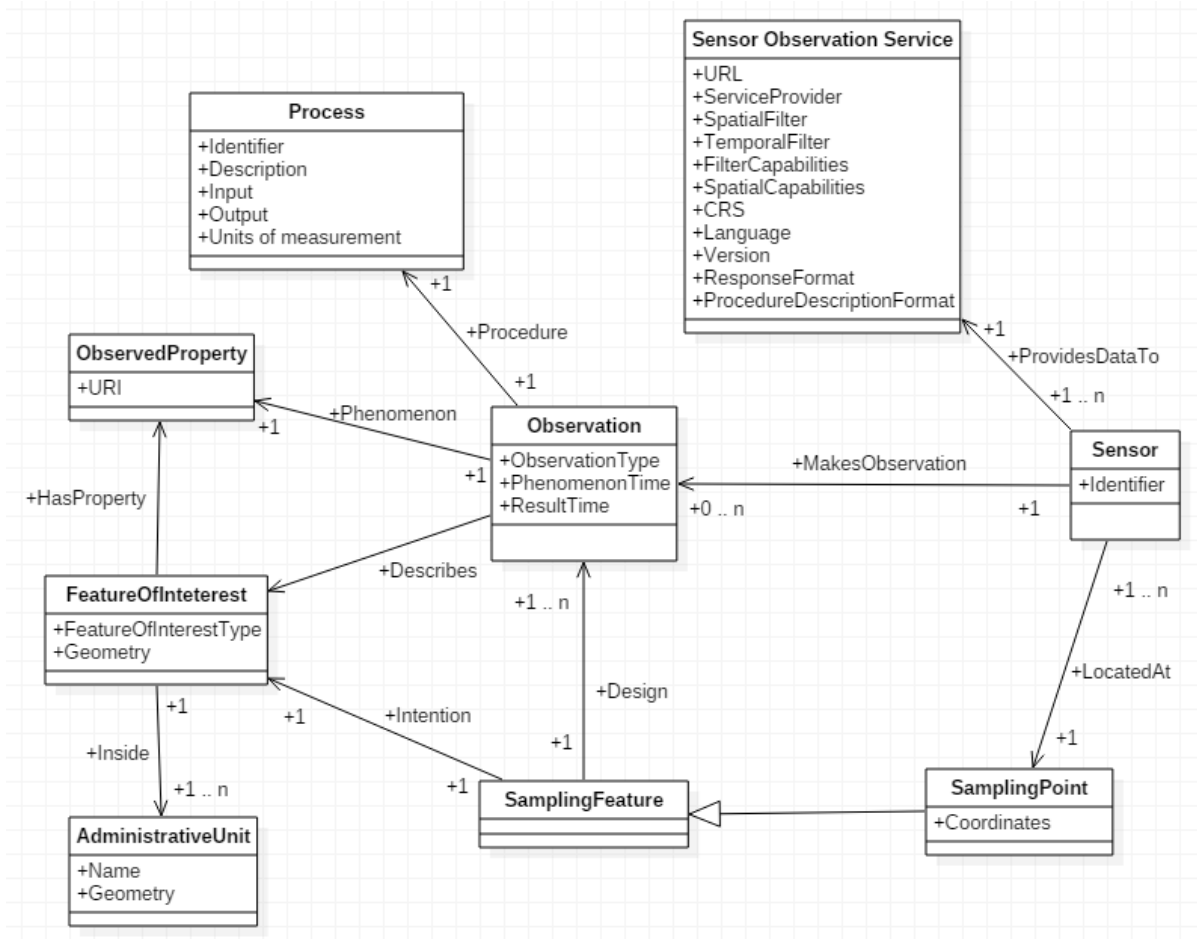 Sensor Observation Service
+URL
+ServiceProvider
+SpatialFilter
+TemporalFilter
+FilterCapabilities
+SpatialCapabilities
+CRS
+Language
+Version
+ResponseFormat
+ProcedureDescriptionFormat
Process
+Identifier
+Description
+Input
+Output
+Units of measurement
+1
+Procedure
+1
+1
+ProvidesDataTo
+1 .. n
ObservedProperty
+URI
+Phenomenon
+1
+1
Observation
+ObservationType
+PhenomenonTime
+ResultTime
+MakesObservation
+0 .. n
+1
Sensor
+Identifier
+HasProperty
+Describes
FeatureOfInteterest
+FeatureOfInterestType
+Geometry
+1 .. n
+Design
+1
+1 .. n
+LocatedAt
+1
+1
+Intention
+1
+1
+Inside
+1 .. n
SamplingFeature
SamplingPoint
+Coordinates
AdministrativeUnit
+Name
+Geometry